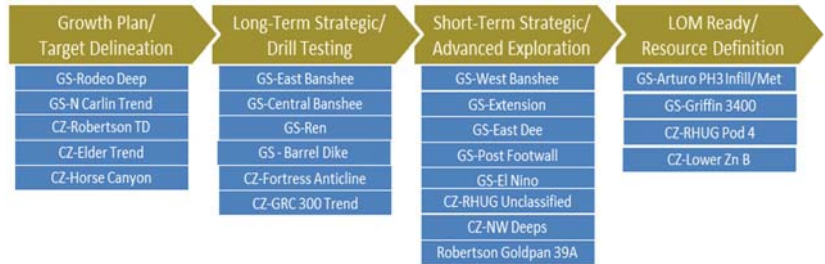 Growth Plan/
Target Delineation
GS-Rodeo Deep
GS-N Carlin Trend
CZ-Robertson TD
CZ-Elder Trend
CZ-Horse Canyon
Long-Term Strategic/
Drill Testing
GS-East Banshee
GS-Central Banshee
GS-Ren
GS - Barrel Dike
CZ-Fortress Anticline
CZ-GRC 300 Trend
Short-Term Strategic/
Advanced Exploration
GS-West Banshee
GS-Extension
GS-East Dee
GS-Post Footwall
GS-El Nino
CZ-RHUG Unclassified
CZ-NW Deeps
Robertson Goldpan 39A
LOM Ready/
Resource Definition
GS-Arturo PH3 Infill/Met
GS-Griffin 3400
CZ-RHUG Pod 4
CZ-Lower Zn B